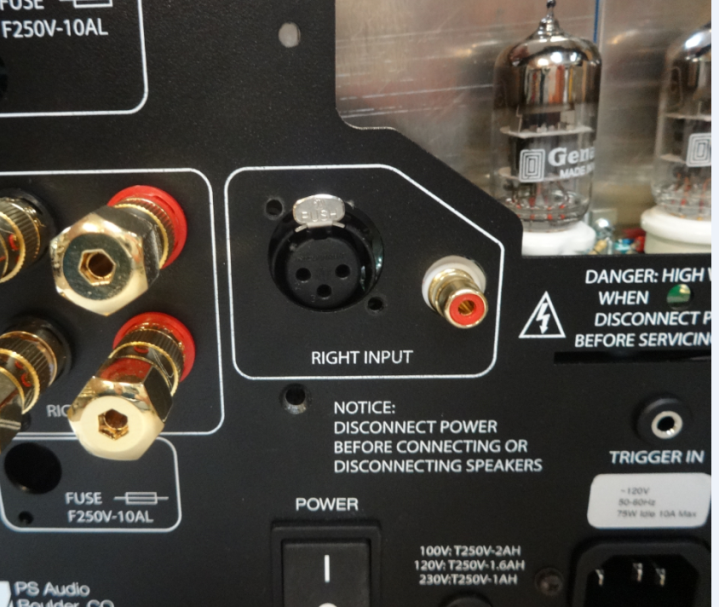 FUSE
F250V-10AL
Gena
MADE
RIGHT INPUT
DANGER: HIGH
WHEN
DISCONNECT P
BEFORE SERVICING
NOTICE:
DISCONNECT POWER
BEFORE CONNECTING OR
DISCONNECTING SPEAKERS
TRIGGER IN
~120V
50-60Hz
75W Idle 10A Max
FUSE
F250V-10AL
POWER
100V: T250V-2AH
120V: T250V-1.6AH
230V:T250V-1AH
PS Audio
Boulder, CO